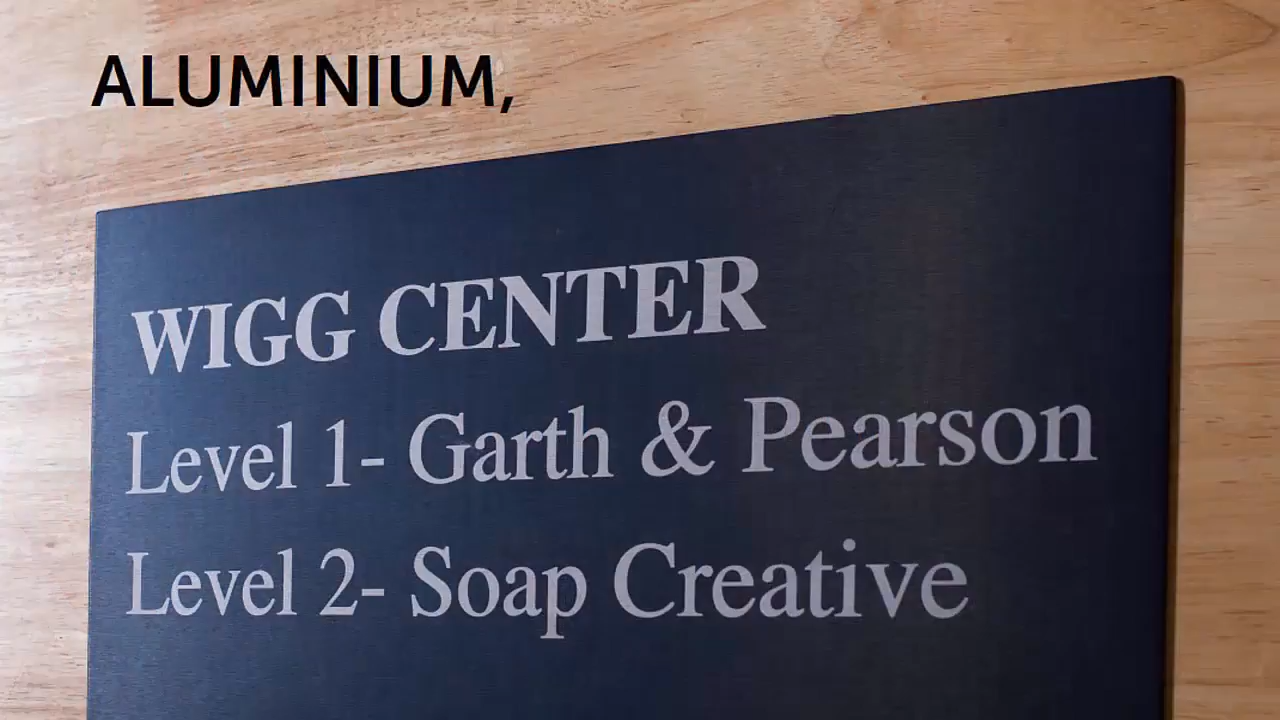 ALUMINIUM,
WIGG CENTER
Level 1- Garth & Pearson
Level 2- Soap Creative